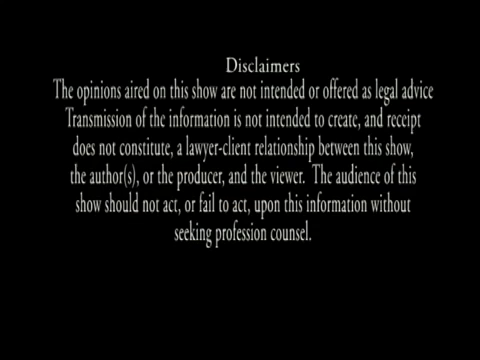 Disclaimers
The opinions aired on this show are not intended or offered as legal advice
Transmission of the information is not intended to create, and receipt
does not constitute, a lawyer-client relationship between this show,
the author(s), or the producer, and the viewer. The audience of this
show should not act, or fail to act, upon this information without
seeking profession counsel.